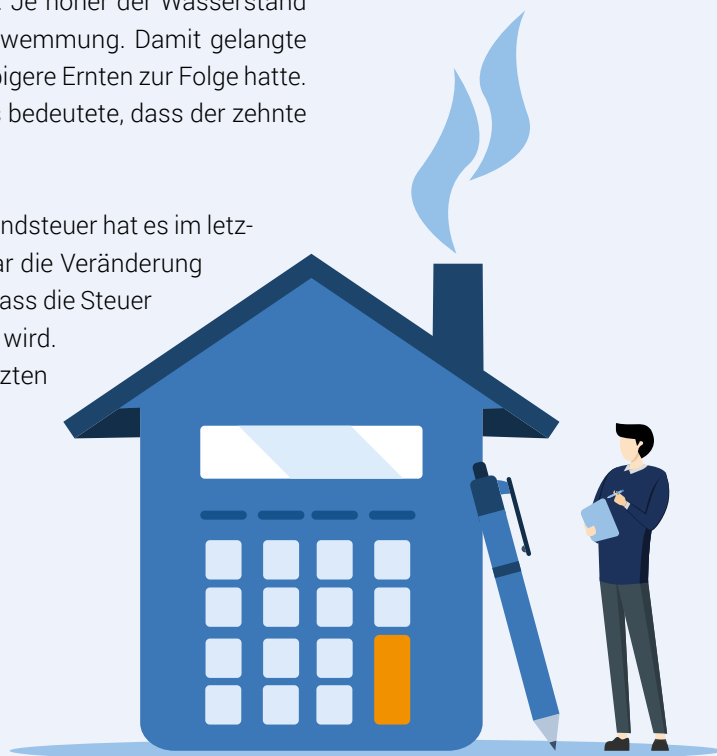 Je höher der Wasserstand
wemmung. Damit gelangte
igere Ernten zur Folge hatte.
bedeutete, dass der zehnte
ndsteuer hat es im letz-
ar die Veränderung
ass die Steuer
wird.
zten